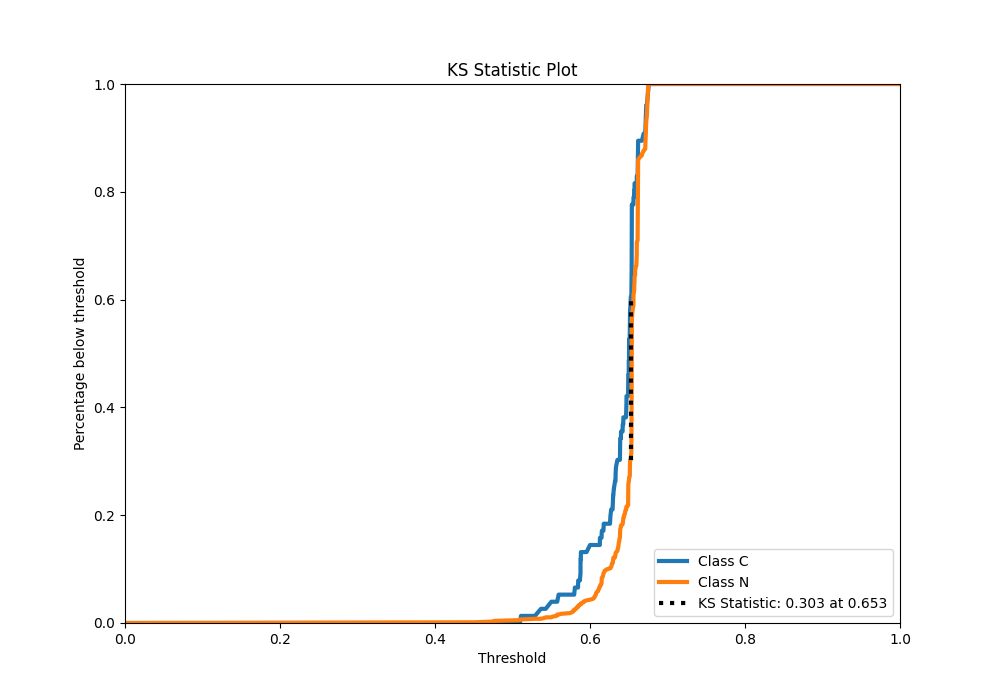 KS Statistic Plot
1.0
0.8
0.6
0.4
0.2
0.0
Percentage below threshold
0.0 0.2 0.4 0.6 0.8 1.0
Threshold
Class C
Class N
KS Statistic: 0.303 at 0.653